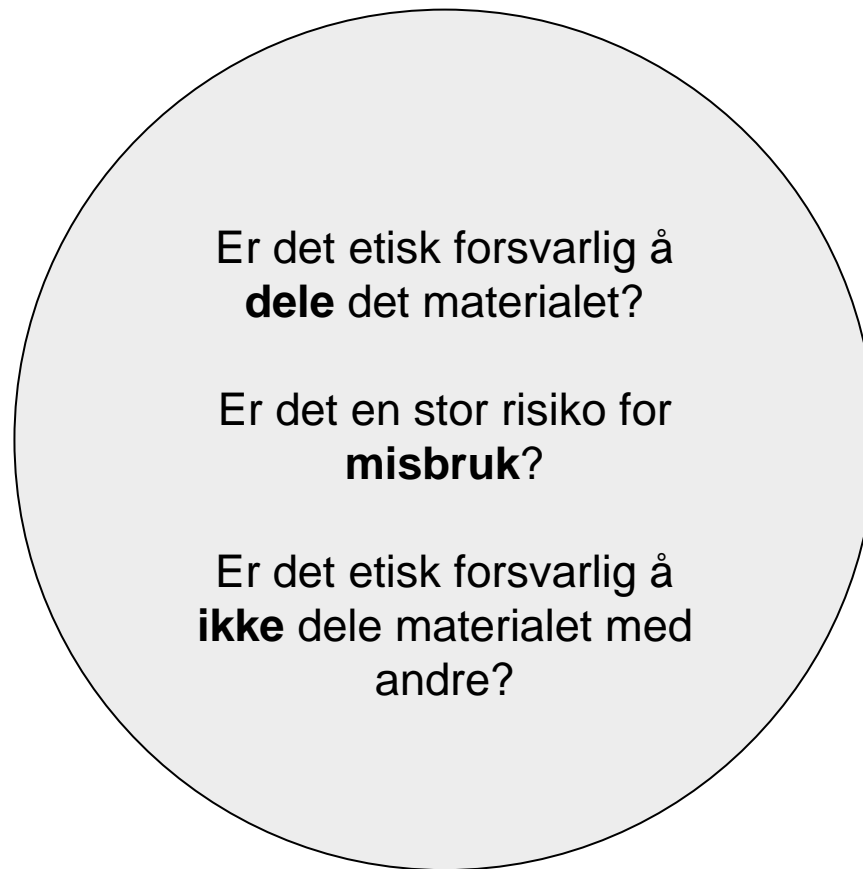 Er det etisk forsvarlig å
dele det materialet?
Er det en stor risiko for
misbruk?
Er det etisk forsvarlig å
ikke dele materialet med
andre?